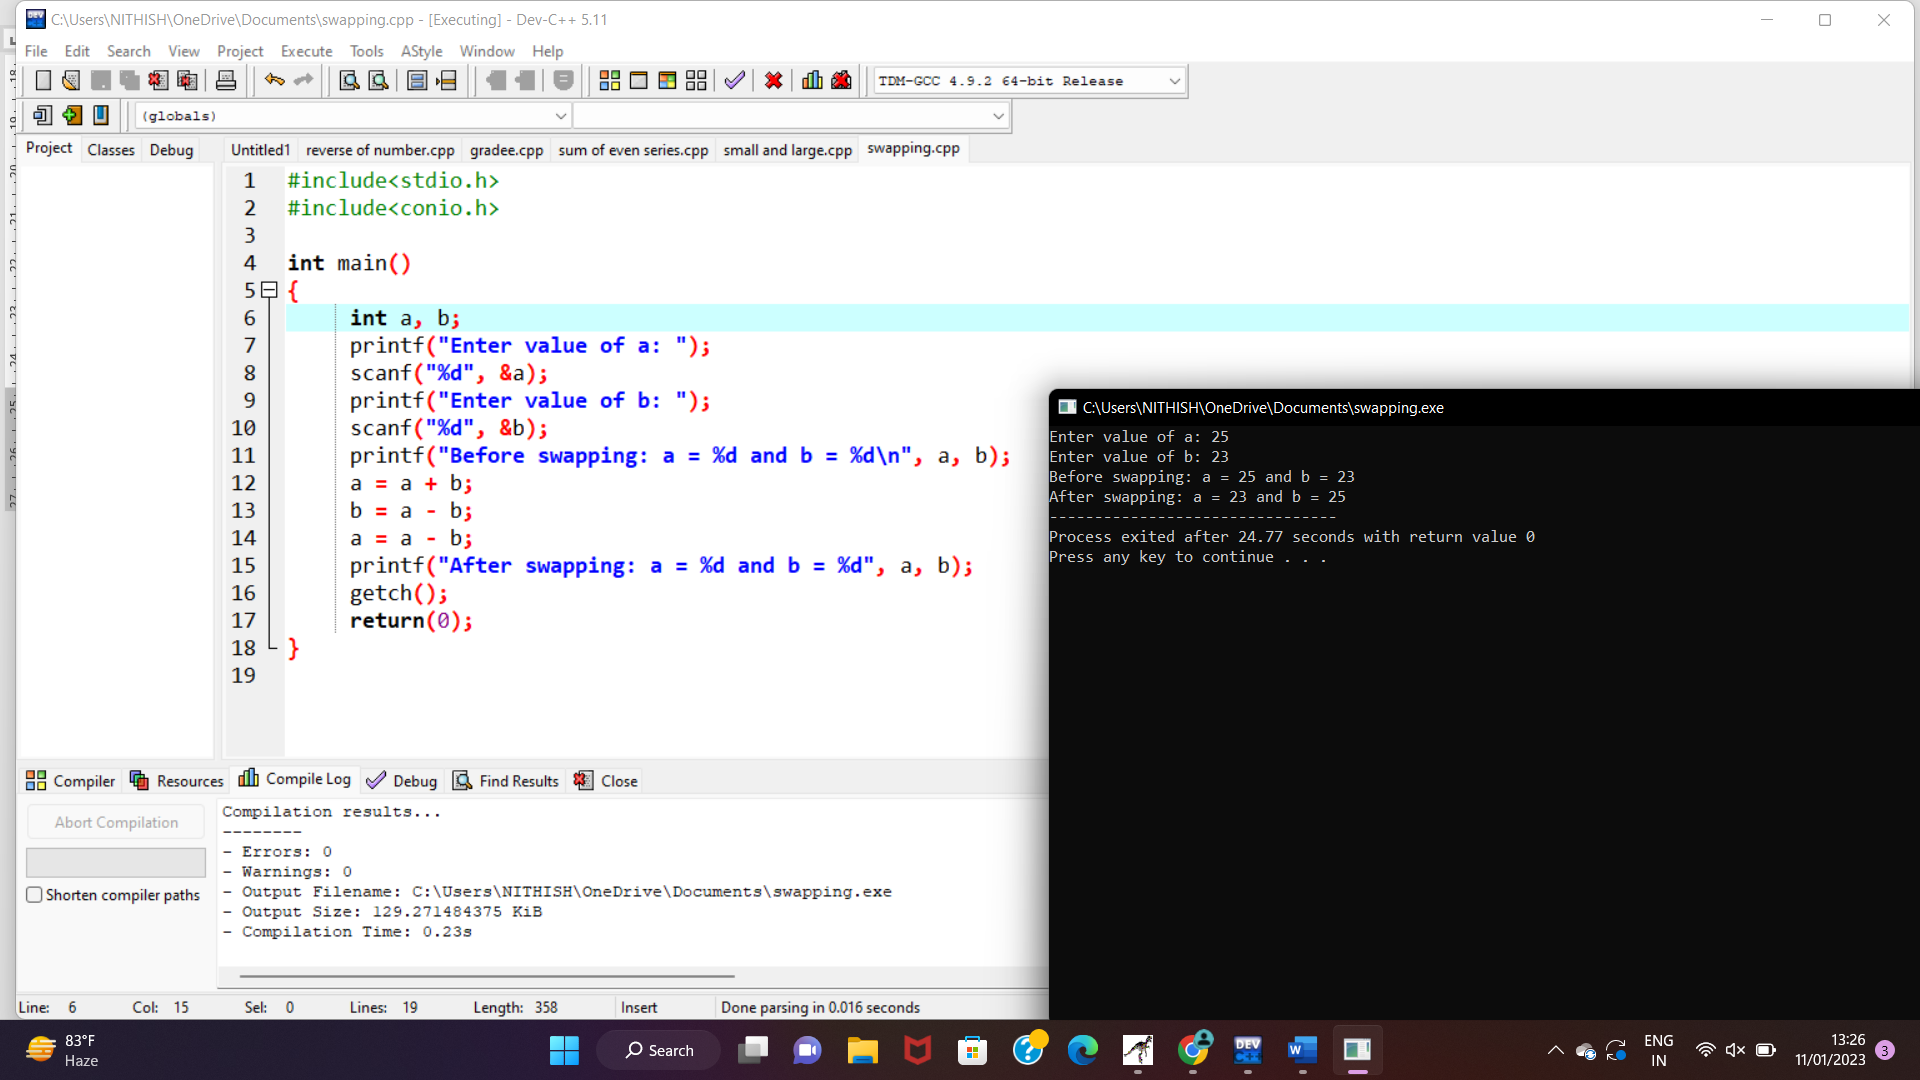 C:\Users\NITHISH\OneDrive\Documents\swapping.cpp - [Executing] - Dev-C++ 5.11
File Edit Search View Project Execute Tools AStyle Window Help
TDM-GCC 4.9.2 64-bit Release
(globals)
Project Classes Debug
Untitled1 reverse of number.cpp gradee.cpp sum of even series.cpp small and large.cpp swapping.cpp
1 #include<stdio.h>
2 #include<conio.h>
3
4 int main()
5 {
6 int a, b;
7 printf("Enter value of a: ");
8 scanf("%d", &a);
9 printf("Enter value of b: ");
10 scanf("%d", &b);
11 printf("Before swapping: a = %d and b = %d\n", a, b);
12 a = a + b;
13 b = a - b;
14 a = a - b;
15 printf("After swapping: a = %d and b = %d", a, b);
16 getch();
17 return(0);
18 }
19
C:\Users\NITHISH\OneDrive\Documents\swapping.exe
Enter value of a: 25
Enter value of b: 23
Before swapping: a = 25 and b = 23
After swapping: a = 23 and b = 25
--------------------------------
Process exited after 24.77 seconds with return value 0
Press any key to continue . . .
Compiler Resources Compile Log Debug Find Results Close
Abort Compilation
Shorten compiler paths
Compilation results...
--------
- Errors: 0
- Warnings: 0
- Output Filename: C:\Users\NITHISH\OneDrive\Documents\swapping.exe
- Output Size: 129.271484375 KiB
- Compilation Time: 0.23s
Line: 6 Col: 15 Sel: 0 Lines: 19 Length: 358 Insert Done parsing in 0.016 seconds
83°F
Haze
Search
DEV
C++
W
ENG
IN
13:26
11/01/2023
3